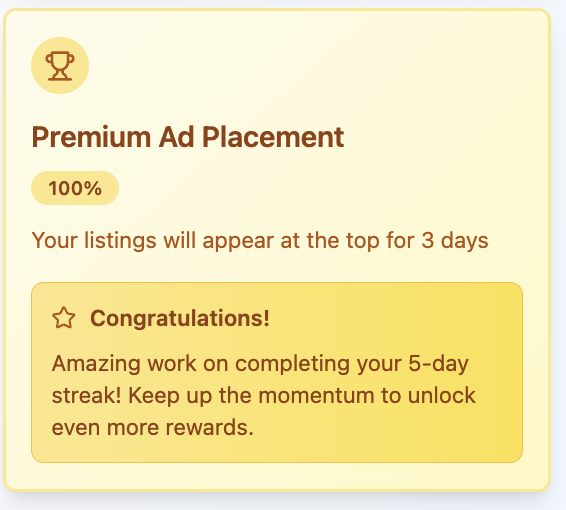 Premium Ad Placement
100%
Your listings will appear at the top for 3 days
Congratulations!
Amazing work on completing your 5-day
streak! Keep up the momentum to unlock
even more rewards.